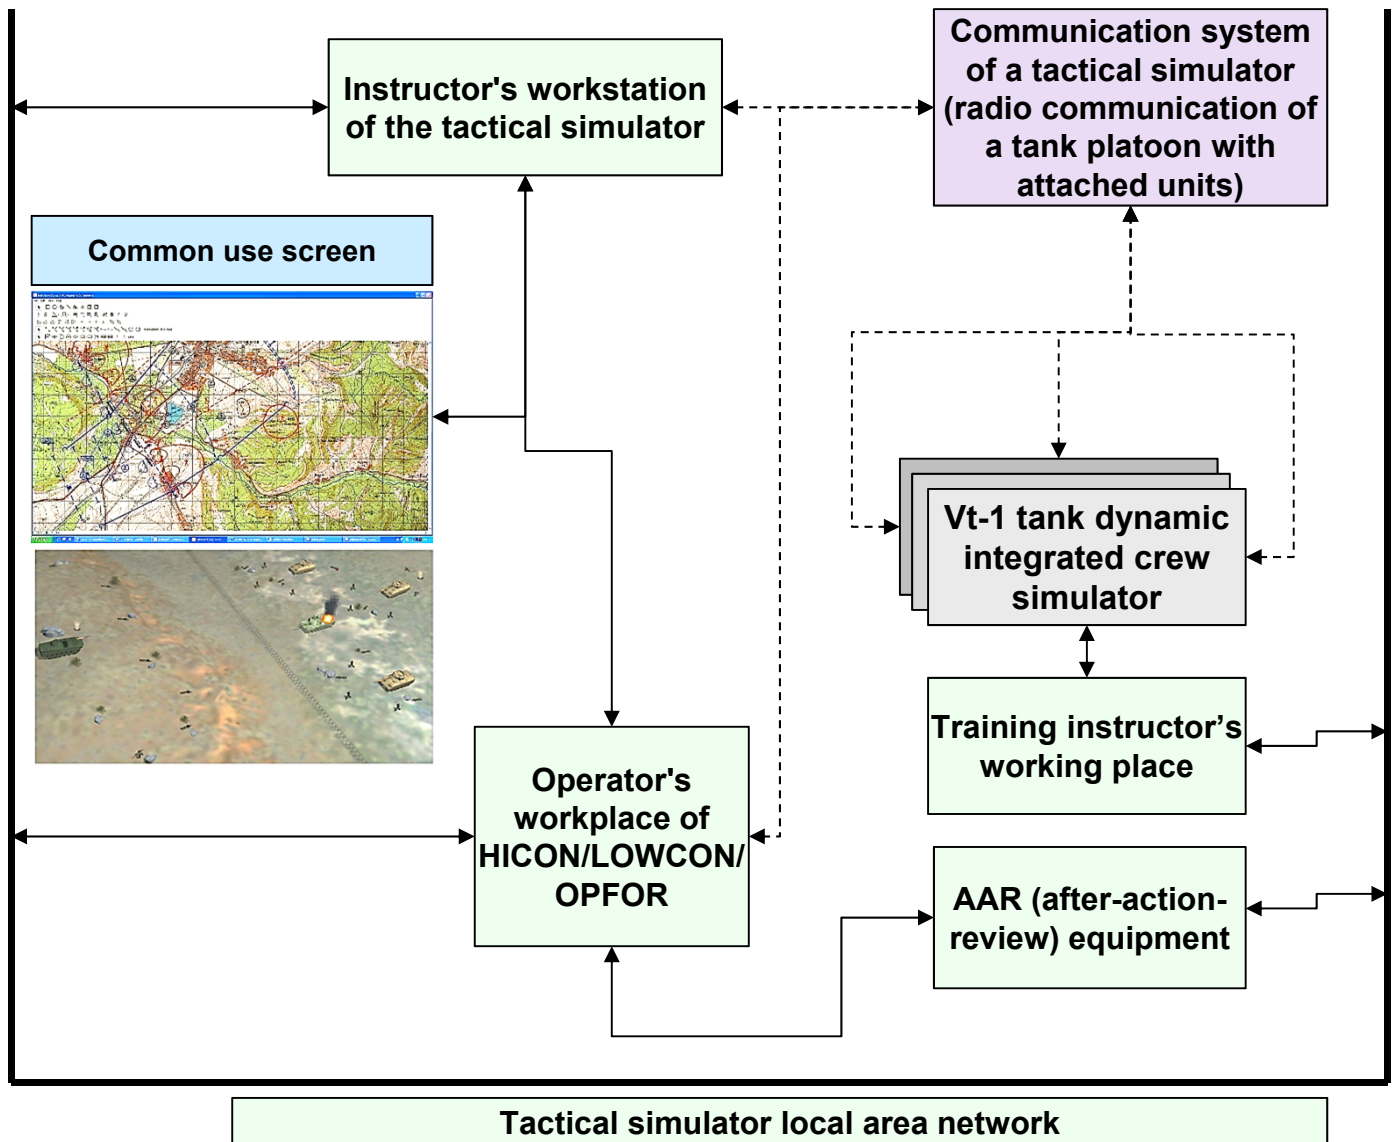 Instructor's workstation
of the tactical simulator
Communication system
of a tactical simulator
(radio communication of
a tank platoon with
attached units)
Common use screen
Vt-1 tank dynamic
integrated crew
simulator
Training instructor’s
working place
Operator's
workplace of
HICON/LOWCON/
OPFOR
AAR (after-action-
review) equipment
Tactical simulator local area network